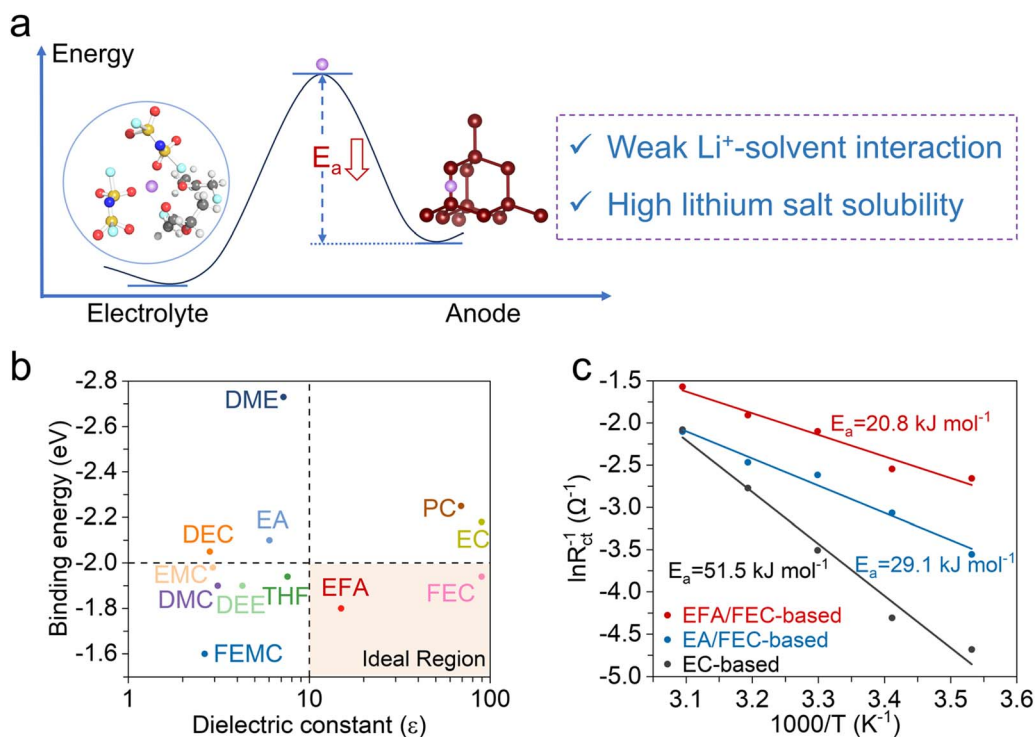 a
Energy
Eₐ
Electrolyte
Anode
✓ Weak Li⁺-solvent interaction
✓ High lithium salt solubility
b
Binding energy (eV)
-2.8
-2.6
-2.4
-2.2
-2.0
-1.8
-1.6
DME
PC
EC
EA
DEC
EMC
DMC
DEE
THF
EFA
FEC
FEMC
Ideal Region
1
10
100
Dielectric constant (ε)
c
lnR⁻¹ct (Ω⁻¹)
-1.5
-2.0
-2.5
-3.0
-3.5
-4.0
-4.5
-5.0
Eₐ=20.8 kJ mol⁻¹
Eₐ=51.5 kJ mol⁻¹
Eₐ=29.1 kJ mol⁻¹
EFA/FEC-based
EA/FEC-based
EC-based
3.1 3.2 3.3 3.4 3.5 3.6
1000/T (K⁻¹)